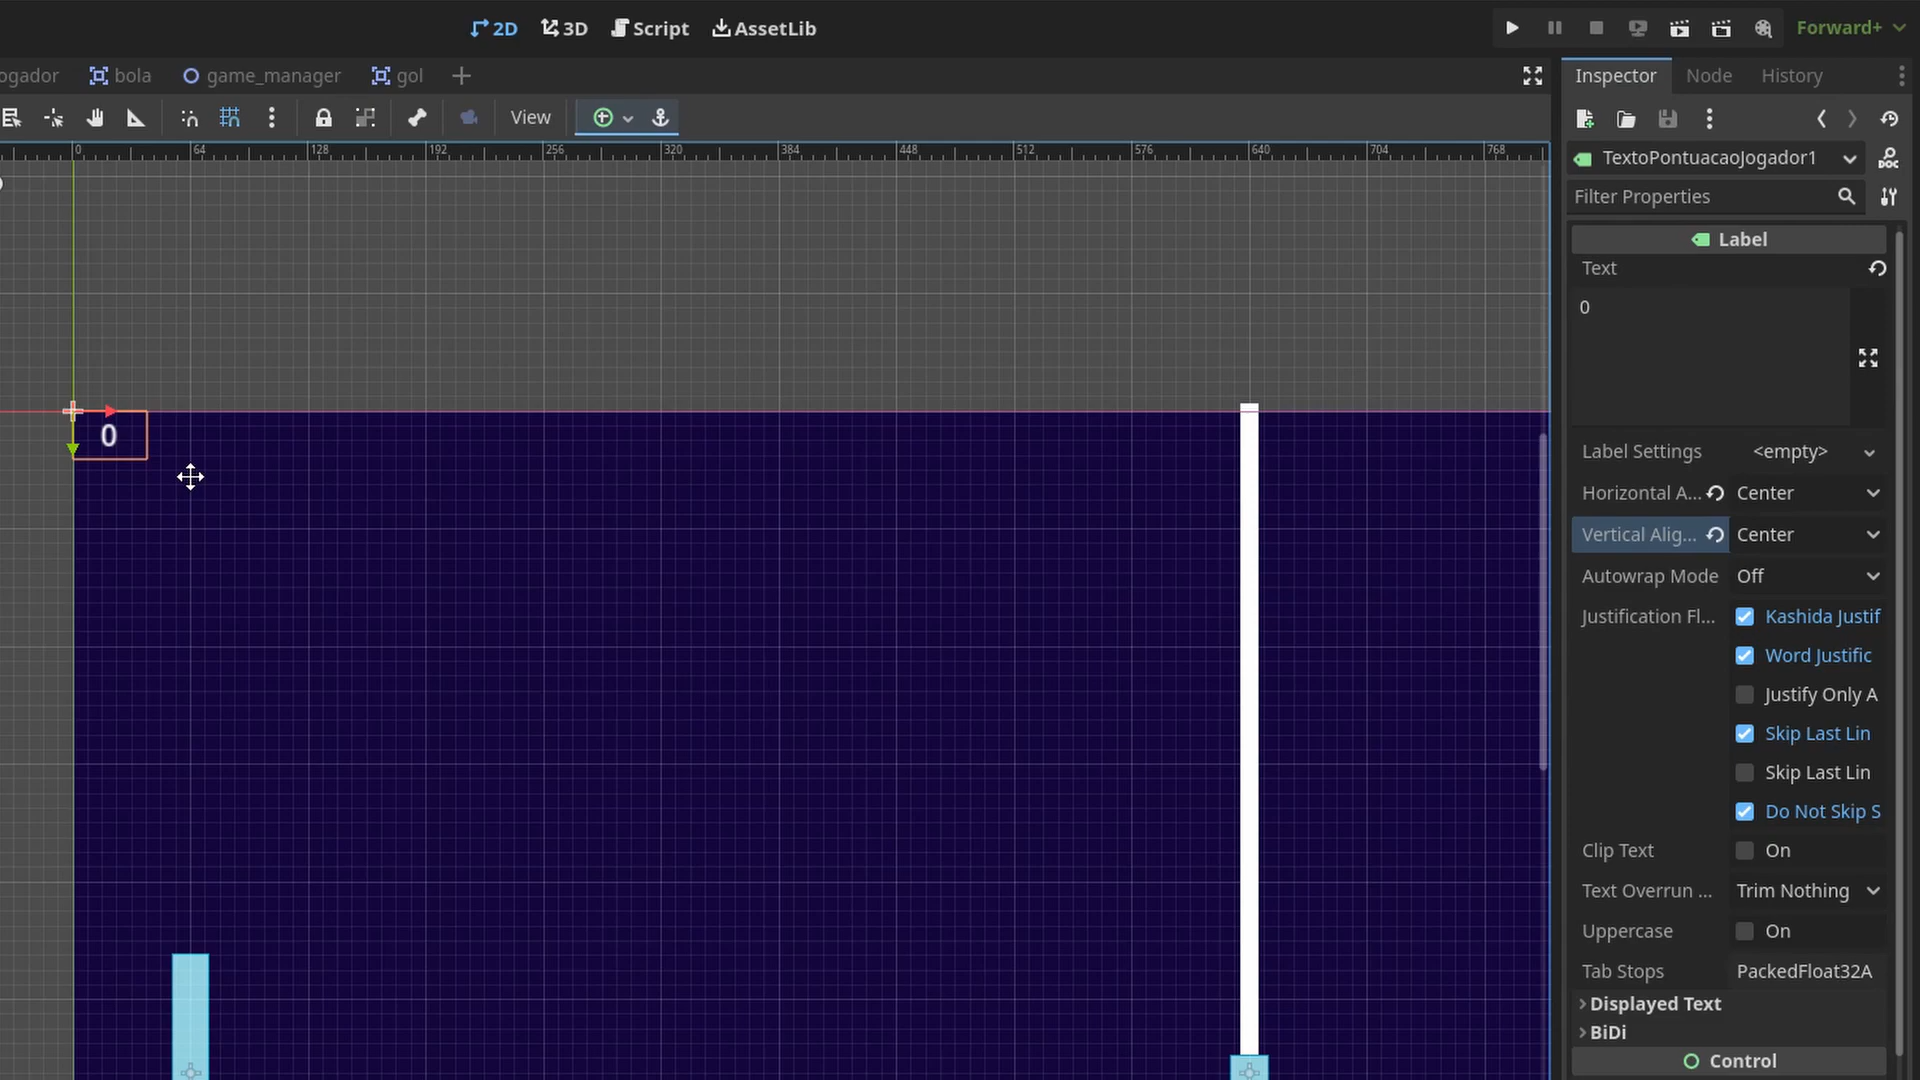 2D 3D Script AssetLib Forward+
ogador bola game_manager gol
Inspector Node History
View
0 64 128 192 256 320 384 448 512 576 640 704 768
TextoPontuacaoJogador1
DOC
Filter Properties
Label
Text
0
Label Settings <empty>
Horizontal A... Center
Vertical Alig... Center
Autowrap Mode Off
Justification Fl... Kashida Justif
Word Justific
Justify Only A
Skip Last Lin
Skip Last Lin
Do Not Skip S
Clip Text On
Text Overrun ... Trim Nothing
Uppercase On
Tab Stops PackedFloat32A
Displayed Text
BiDi
Control
0